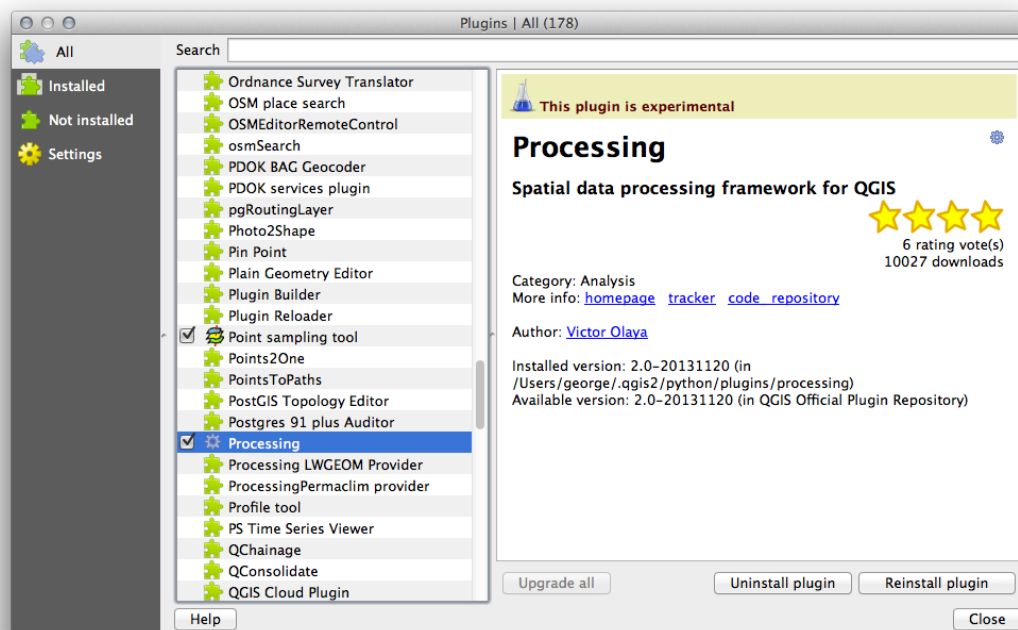 Plugins | All (178)
All
Installed
Not installed
Settings
Search
Ordnance Survey Translator
OSM place search
OSMEditorRemoteControl
osmSearch
PDOK BAG Geocoder
PDOK services plugin
pgRoutingLayer
Photo2Shape
Pin Point
Plain Geometry Editor
Plugin Builder
Plugin Reloader
Point sampling tool
Points2One
PointsToPaths
PostGIS Topology Editor
Postgres 91 plus Auditor
Processing
Processing LWGEOM Provider
ProcessingPermaclim provider
Profile tool
PS Time Series Viewer
QChainage
QConsolidate
QGIS Cloud Plugin
This plugin is experimental
Processing
Spatial data processing framework for QGIS
6 rating vote(s)
10027 downloads
Category: Analysis
More info: homepage tracker code repository
Author: Victor Olaya
Installed version: 2.0-20131120 (in
/Users/george/.qgis2/python/plugins/processing)
Available version: 2.0-20131120 (in QGIS Official Plugin Repository)
Upgrade all
Uninstall plugin
Reinstall plugin
Help
Close